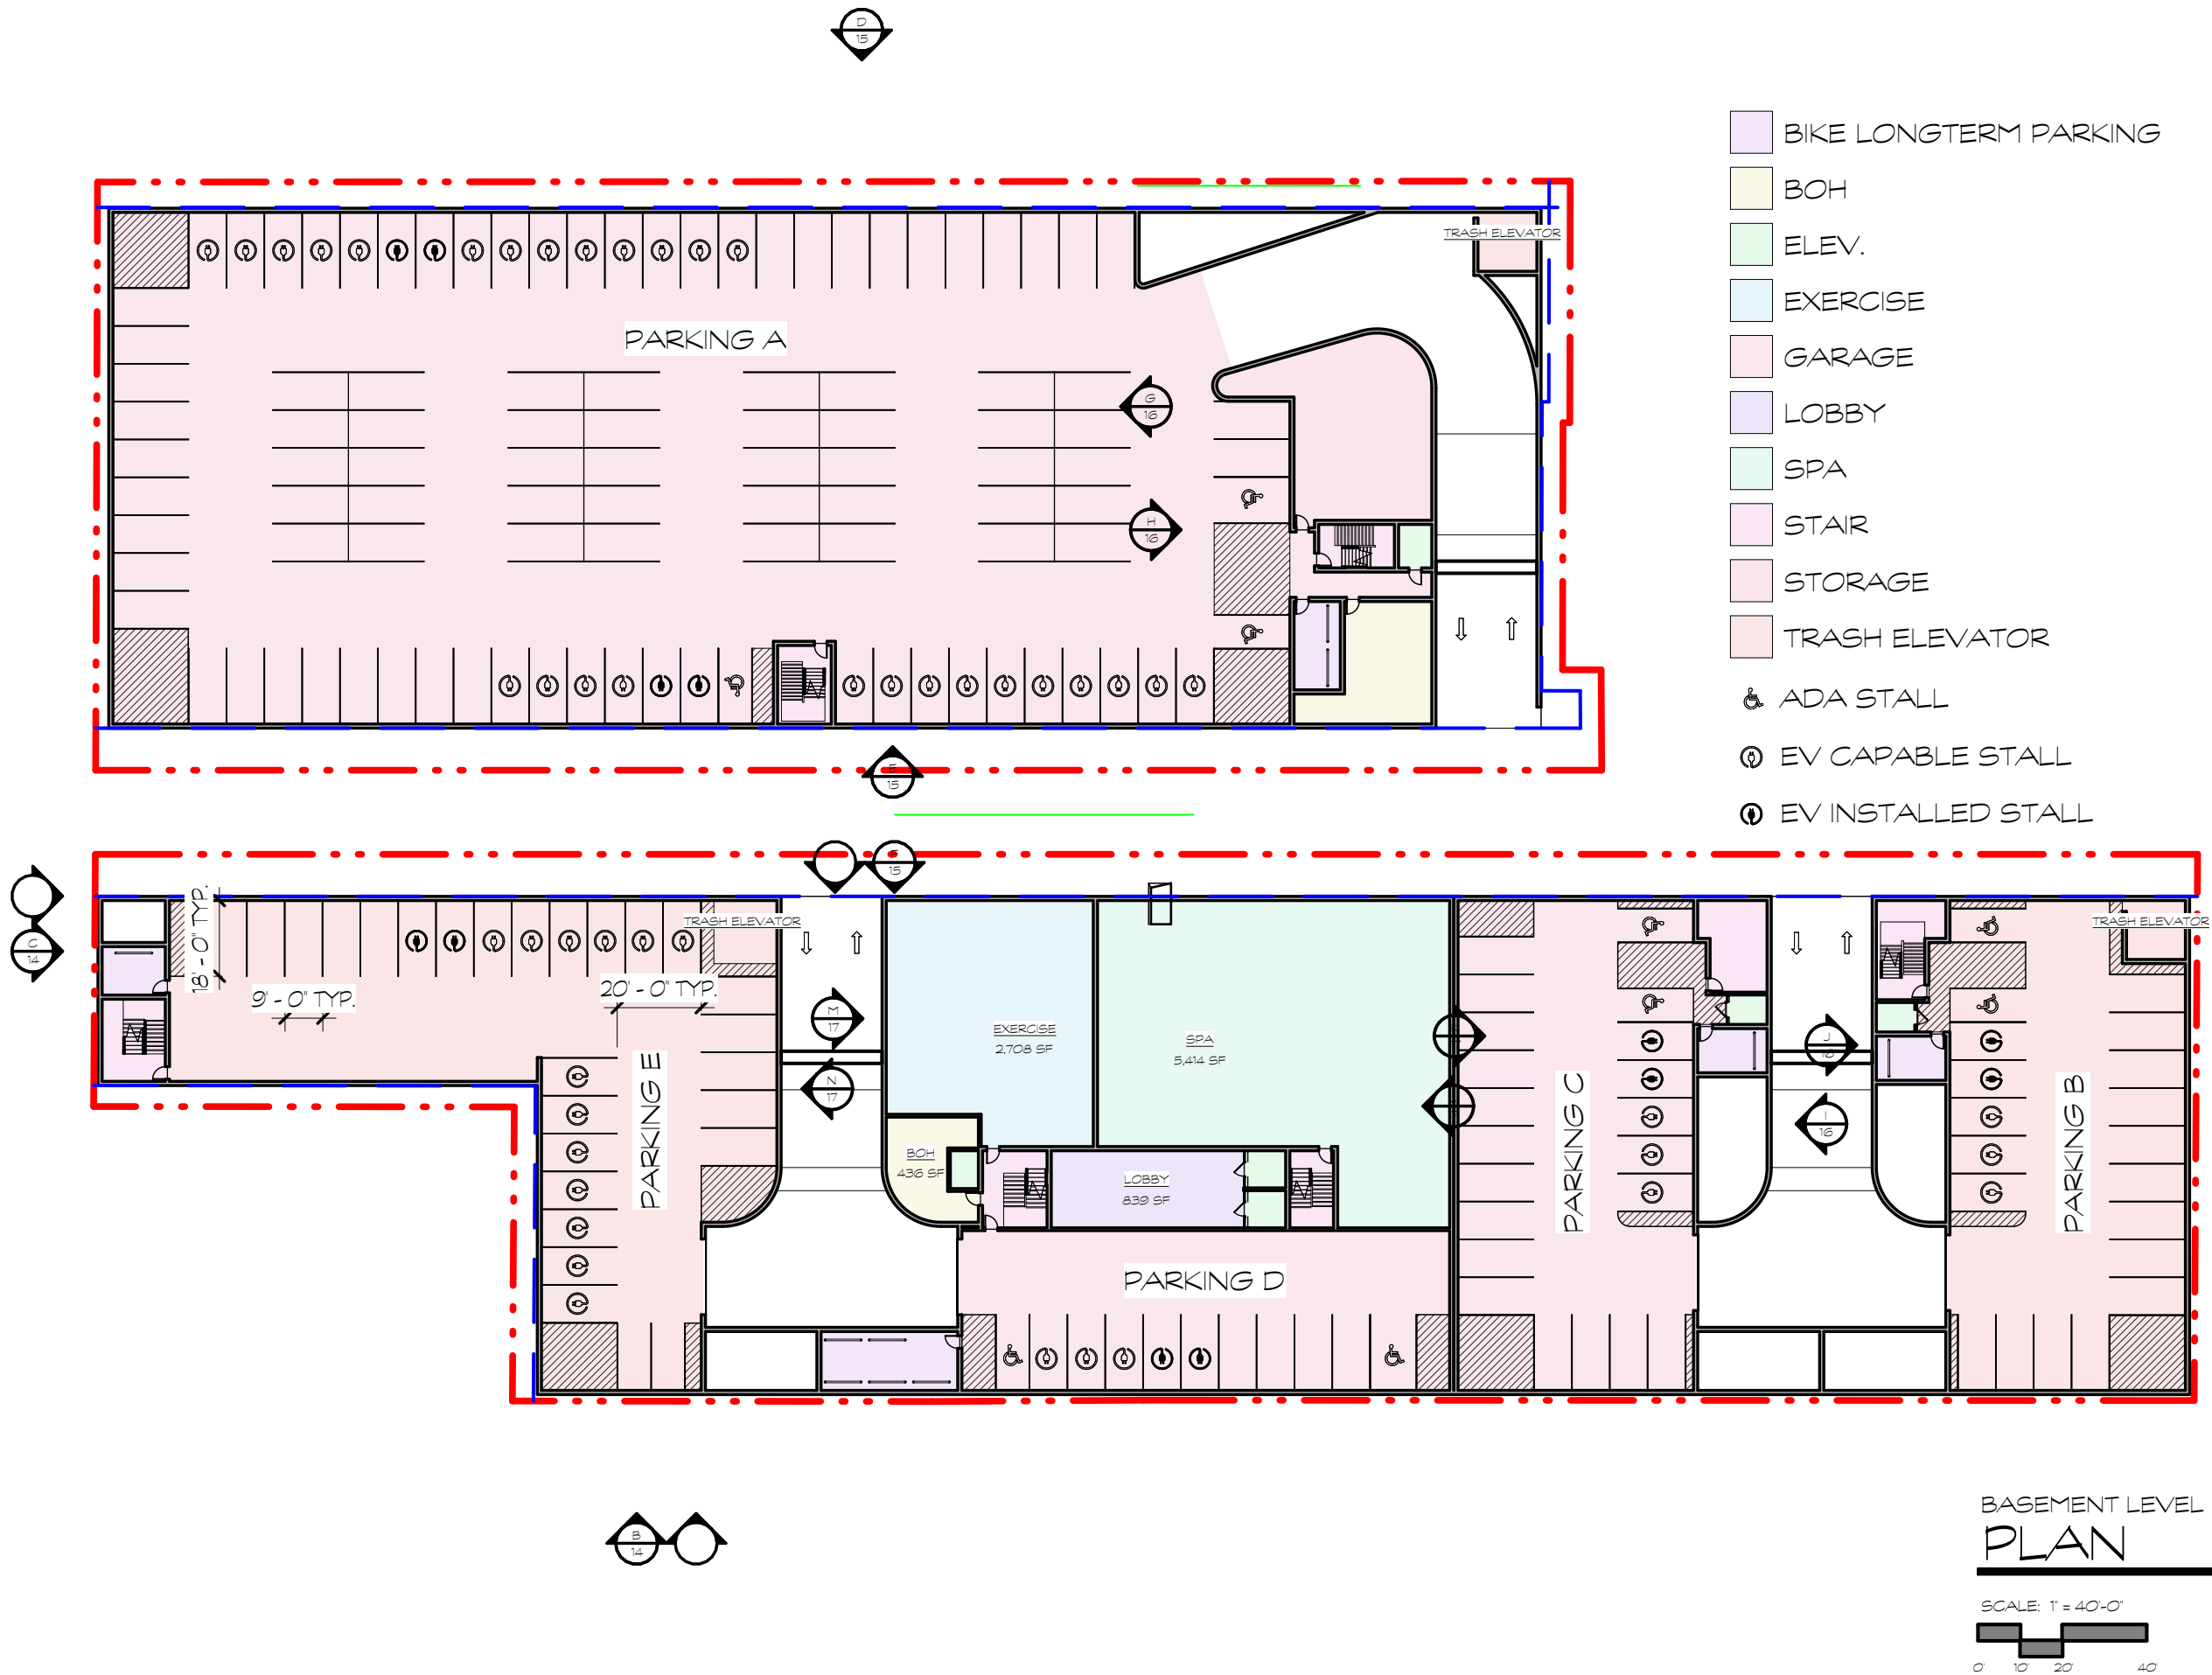 D
15
BIKE LONGTERM PARKING
BOH
ELEV.
EXERCISE
GARAGE
LOBBY
SPA
STAIR
STORAGE
TRASH ELEVATOR
ADA STALL
EV CAPABLE STALL
EV INSTALLED STALL
TRASH ELEVATOR
PARKING A
G
16
H
16
E
15
15
C
14
18' - 0" TYP.
9' - 0" TYP.
20' - 0" TYP.
TRASH ELEVATOR
TRASH ELEVATOR
M
17
N
17
EXERCISE
2,708 SF
SPA
5,414 SF
J
16
I
16
PARKING E
BOH
436 SF
LOBBY
839 SF
PARKING C
PARKING B
PARKING D
B
14
BASEMENT LEVEL
PLAN
SCALE: 1" = 40'-0"
0' 10' 20' 40'